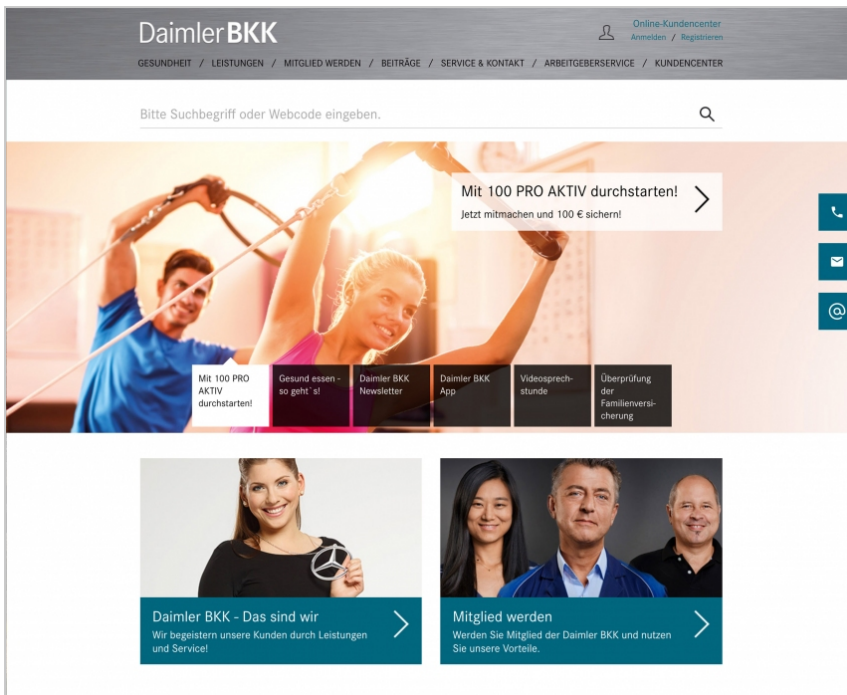 DaimlerBKK
Online-Kundencenter
Anmelden / Registrieren
GESUNDHEIT / LEISTUNGEN / MITGLIED WERDEN / BEITRÄGE / SERVICE & KONTAKT / ARBEITGEBERSERVICE / KUNDENCENTER
Bitte Suchbegriff oder Webcode eingeben.
Mit 100 PRO AKTIV durchstarten!
Jetzt mitmachen und 100 € sichern!
Mit 100 PRO
AKTIV
durchstarten!
Gesund essen -
so geht`s!
Daimler BKK
Newsletter
Daimler BKK
App
Videosprech-
stunde
Überprüfung
der
Familienversi-
cherung
Daimler BKK - Das sind wir
Wir begeistern unsere Kunden durch Leistungen
und Service!
Mitglied werden
Werden Sie Mitglied der Daimler BKK und nutzen
Sie unsere Vorteile.